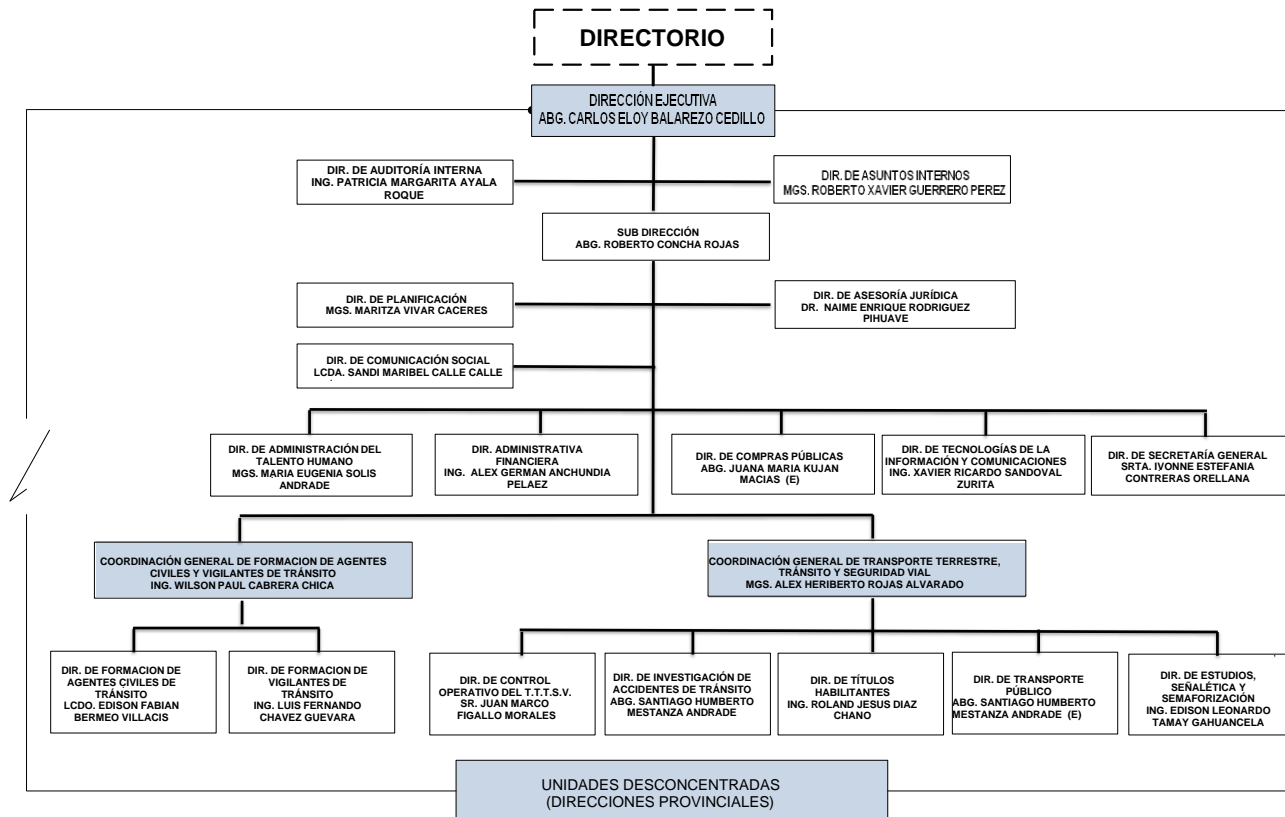 DIRECTORIO
DIRECCIÓN EJECUTIVA
ABG. CARLOS ELOY BALAREZO CEDILLO
DIR. DE AUDITORÍA INTERNA
ING. PATRICIA MARGARITA AYALA
ROQUE
DIR. DE ASUNTOS INTERNOS
MGS. ROBERTO XAVIER GUERRERO PEREZ
SUB DIRECCIÓN
ABG. ROBERTO CONCHA ROJAS
DIR. DE PLANIFICACIÓN
MGS. MARITZA VIVAR CACERES
DIR. DE ASESORÍA JURÍDICA
DR. NAIME ENRIQUE RODRIGUEZ
PIHUAVE
DIR. DE COMUNICACIÓN SOCIAL
LCDA. SANDI MARIBEL CALLE CALLE
DIR. DE ADMINISTRACIÓN DEL
TALENTO HUMANO
MGS. MARIA EUGENIA SOLIS
ANDRADE
DIR. ADMINISTRATIVA
FINANCIERA
ING. ALEX GERMAN ANCHUNDIA
PELAEZ
DIR. DE COMPRAS PÚBLICAS
ABG. JUANA MARIA KUJAN
MACIAS (E)
DIR. DE TECNOLOGÍAS DE LA
INFORMACIÓN Y COMUNICACIONES
ING. XAVIER RICARDO SANDOVAL
ZURITA
DIR. DE SECRETARÍA GENERAL
SRTA. IVONNE ESTEFANIA
CONTRERAS ORELLANA
COORDINACIÓN GENERAL DE FORMACION DE AGENTES
CIVILES Y VIGILANTES DE TRÁNSITO
ING. WILSON PAUL CABRERA CHICA
COORDINACIÓN GENERAL DE TRANSPORTE TERRESTRE,
TRÁNSITO Y SEGURIDAD VIAL
MGS. ALEX HERIBERTO ROJAS ALVARADO
DIR. DE FORMACION DE
AGENTES CIVILES DE
TRÁNSITO
LCDO. EDISON FABIAN
BERMEO VILLACIS
DIR. DE FORMACION DE
VIGILANTES DE
TRÁNSITO
ING. LUIS FERNANDO
CHAVEZ GUEVARA
DIR. DE CONTROL
OPERATIVO DEL T.T.T.S.V.
SR. JUAN MARCO
FIGALLO MORALES
DIR. DE INVESTIGACIÓN DE
ACCIDENTES DE TRÁNSITO
ABG. SANTIAGO HUMBERTO
MESTANZA ANDRADE
DIR. DE TÍTULOS
HABILITANTES
ING. ROLAND JESUS DIAZ
CHANO
DIR. DE TRANSPORTE
PÚBLICO
ABG. SANTIAGO HUMBERTO
MESTANZA ANDRADE (E)
DIR. DE ESTUDIOS,
SEÑALÉTICA Y
SEMAFORIZACIÓN
ING. EDISON LEONARDO
TAMAY GAHUANCELA
UNIDADES DESCONCENTRADAS
(DIRECCIONES PROVINCIALES)